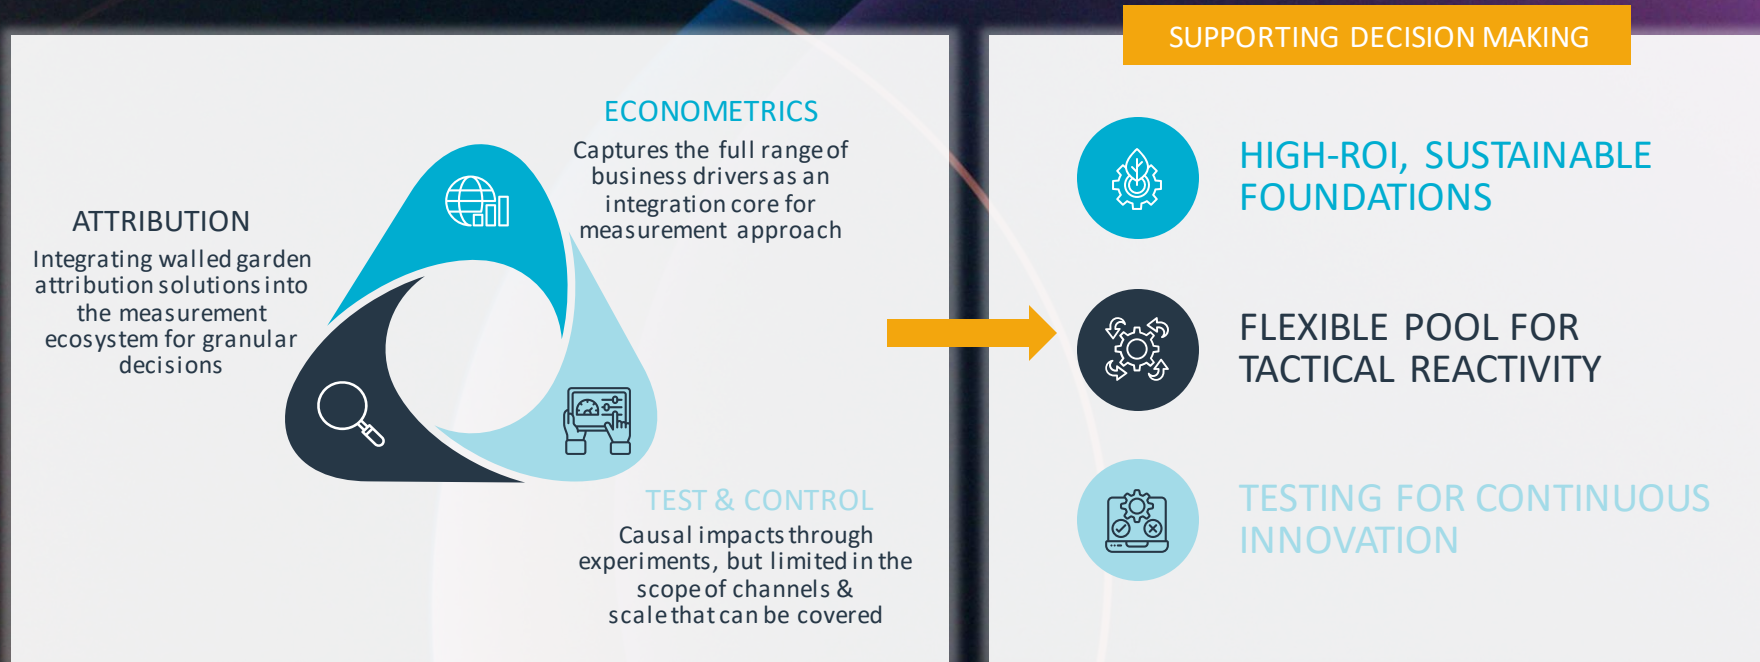 ATTRIBUTION
Integrating walled garden
attribution solutions into
the measurement
ecosystem for granular
decisions
ECONOMETRICS
Captures the full range of
business drivers as an
integration core for
measurement approach
TEST & CONTROL
Causal impacts through
experiments, but limited in the
scope of channels &
scale that can be covered
SUPPORTING DECISION MAKING
HIGH-ROI, SUSTAINABLE
FOUNDATIONS
FLEXIBLE POOL FOR
TACTICAL REACTIVITY
TESTING FOR CONTINUOUS
INNOVATION